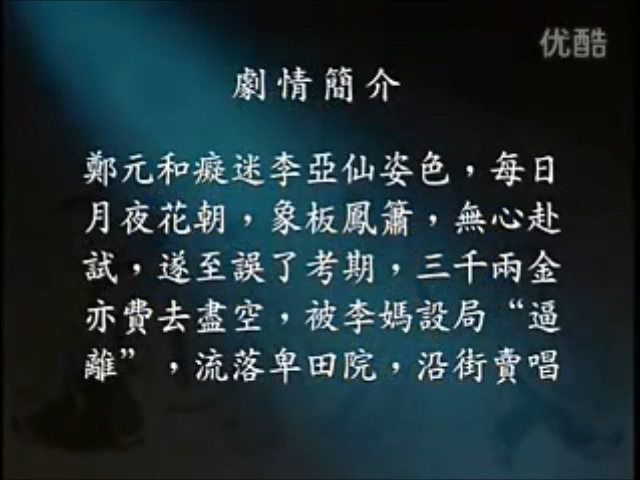 优酷
劇情簡介
鄭元和癡迷李亞仙姿色，每日
月夜花朝，象板鳳簫，無心赴
試，遂至誤了考期，三千兩金
亦費去盡空，被李媽設局“逼
離”，流落卑田院，沿街賣唱